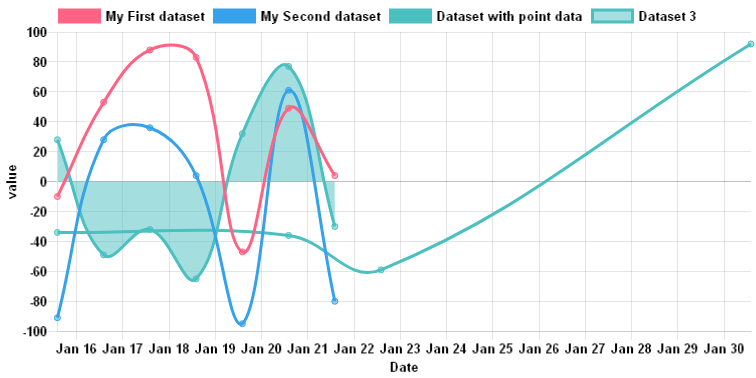 My First dataset My Second dataset Dataset with point data Dataset 3
100
80
60
40
20
0
-20
-40
-60
-80
-100
value
Jan 16 Jan 17 Jan 18 Jan 19 Jan 20 Jan 21 Jan 22 Jan 23 Jan 24 Jan 25 Jan 26 Jan 27 Jan 28 Jan 29 Jan 30
Date